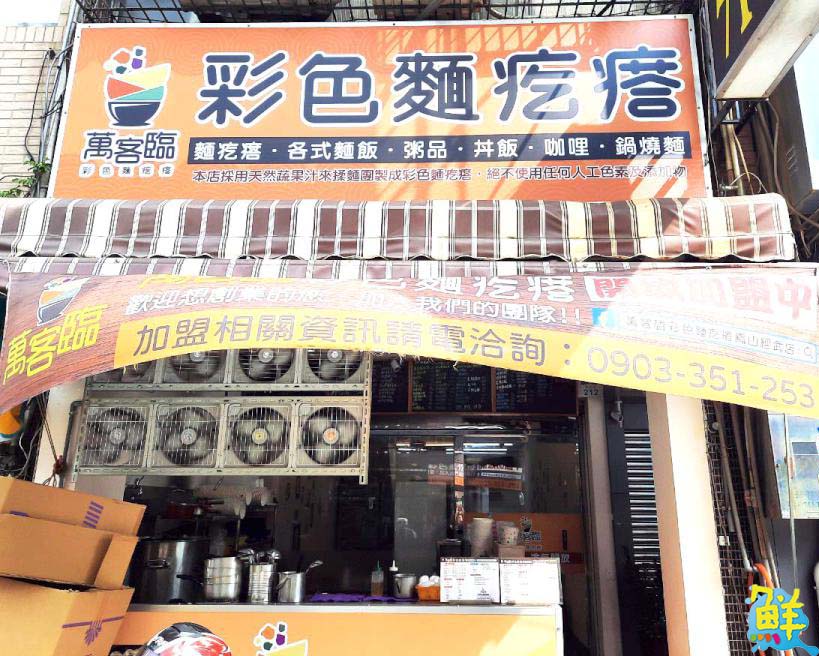 彩色麵疙瘩
萬客臨
彩色麵疙瘩
麵疙瘩・各式麵飯・粥品・丼飯・咖哩・鍋燒麵
本店採用天然蔬果汁來揉麵團製成彩色麵疙瘩，絕不使用任何人工色素及添加物
色麵疙瘩
歡迎想創業的
我們的團隊!!
萬客臨
加盟相關資訊請電洽詢：0903-351-253
212
鮮